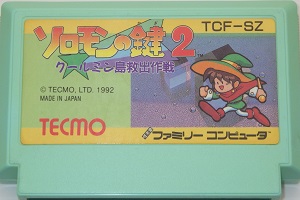 TCF-SZ
ソロモンの鍵2
クールミン島救出作戦
© TECMO, LTD. 1992
MADE IN JAPAN
TECMO
ファミリーコンピュータ